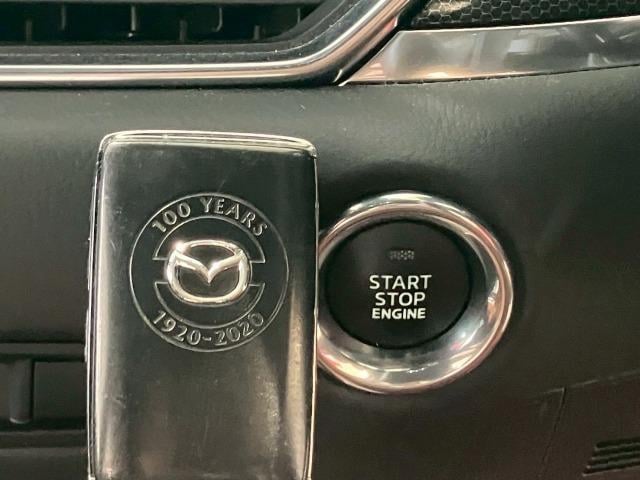 100 YEARS
1920-2020
START
STOP
ENGINE